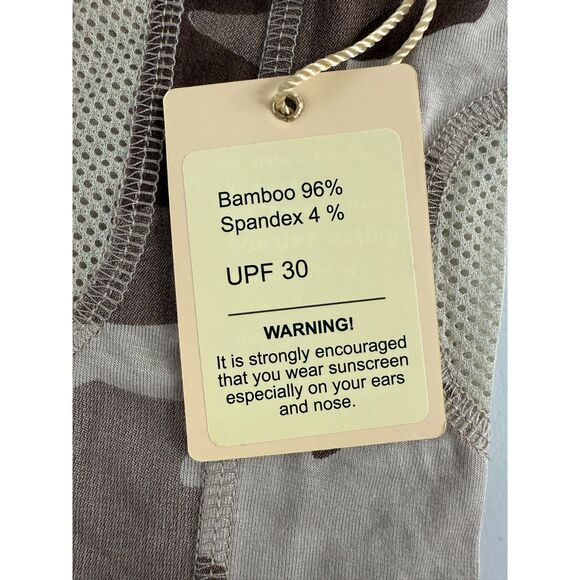 Bamboo 96%
Spandex 4 %
UPF 30
WARNING!
It is strongly encouraged
that you wear sunscreen
especially on your ears
and nose.